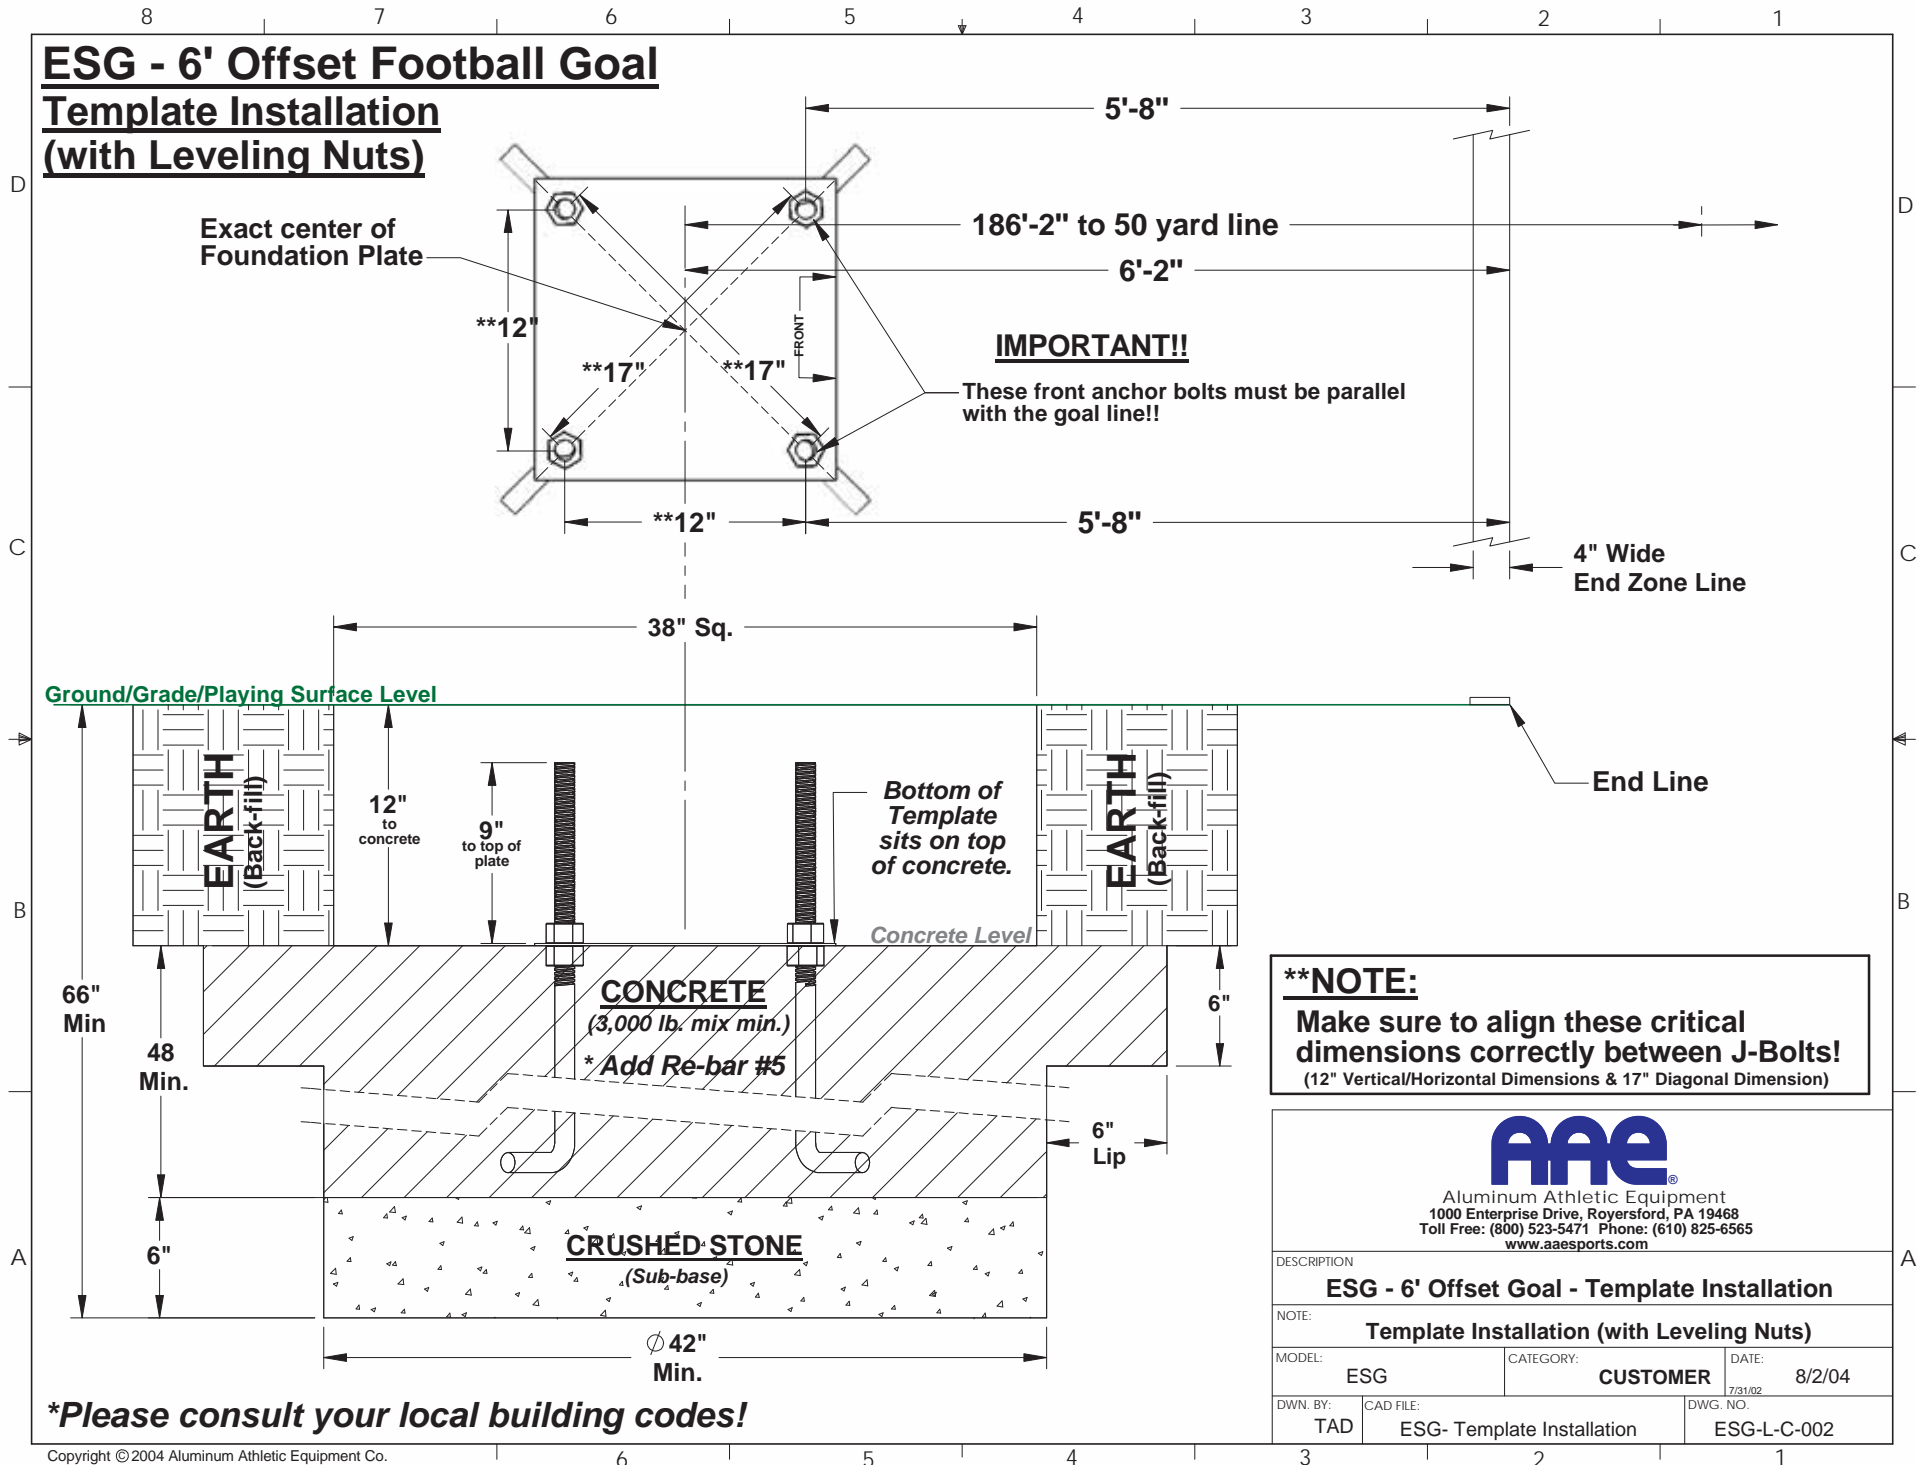 8 7 6 5 4 3 2 1
ESG - 6' Offset Football Goal
Template Installation
(with Leveling Nuts)
5'-8"
D
D
Exact center of
Foundation Plate
186'-2" to 50 yard line
6'-2"
**12"
FRONT
**17"
**17"
IMPORTANT!!
These front anchor bolts must be parallel
with the goal line!!
**12"
5'-8"
C
C
4" Wide
End Zone Line
38" Sq.
Ground/Grade/Playing Surface Level
EARTH
(Back-fill)
12"
to
concrete
9"
to top of
plate
Bottom of
Template
sits on top
of concrete.
EARTH
(Back-fill)
End Line
B
B
Concrete Level
66"
Min
48
Min.
CONCRETE
(3,000 lb. mix min.)
* Add Re-bar #5
6"
6"
Lip
**NOTE:
Make sure to align these critical
dimensions correctly between J-Bolts!
(12" Vertical/Horizontal Dimensions & 17" Diagonal Dimension)
A
A
6"
CRUSHED STONE
(Sub-base)
Ø 42"
Min.
AAE®
Aluminum Athletic Equipment
1000 Enterprise Drive, Royersford, PA 19468
Toll Free: (800) 523-5471 Phone: (610) 825-6565
www.aaesports.com
DESCRIPTION
ESG - 6' Offset Goal - Template Installation
NOTE:
Template Installation (with Leveling Nuts)
MODEL:
ESG
CATEGORY:
CUSTOMER
DATE:
7/31/02
8/2/04
DWN. BY:
TAD
CAD FILE:
ESG- Template Installation
DWG. NO.
ESG-L-C-002
*Please consult your local building codes!
Copyright © 2004 Aluminum Athletic Equipment Co.
6 5 4 3 2 1